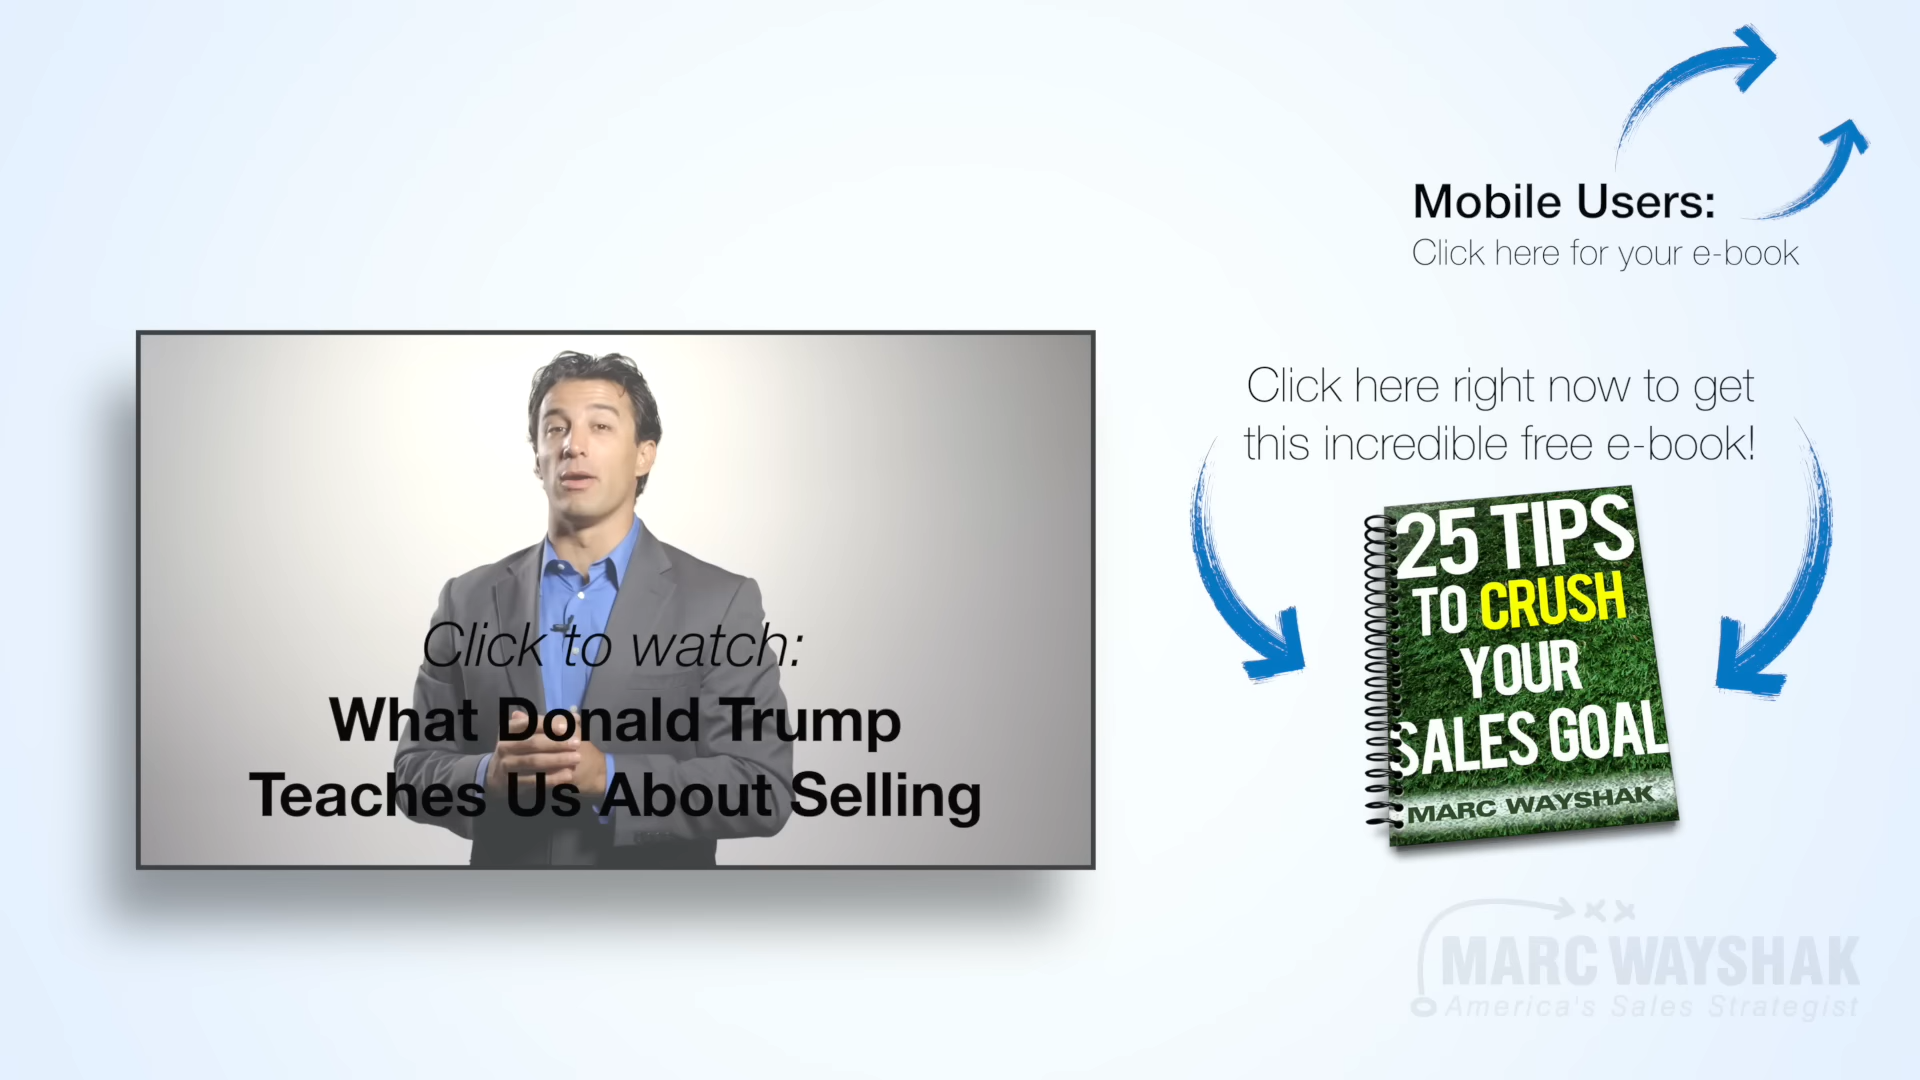 Mobile Users:
Click here for your e-book
Click here right now to get
this incredible free e-book!
Click to watch:
What Donald Trump
Teaches Us About Selling
25 TIPS
TO CRUSH
YOUR
SALES GOAL
MARC WAYSHAK
MARC WAYSHAK
America's Sales Strategist